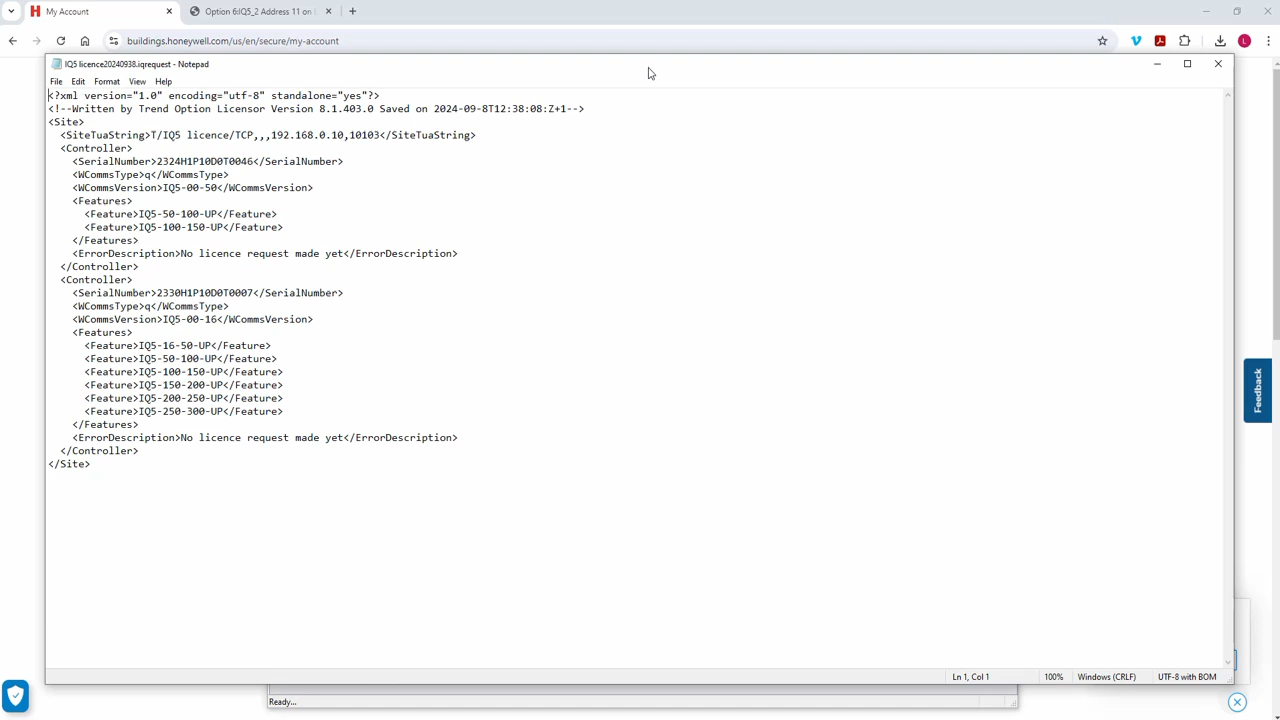 My Account
Option 6:IQ5_2 Address 11 on
buildings.honeywell.com/us/en/secure/my-account
L
IQ5 licence20240938.iqrequest - Notepad
File Edit Format View Help
<?xml version="1.0" encoding="utf-8" standalone="yes"?>
<!--Written by Trend Option Licensor Version 8.1.403.0 Saved on 2024-09-8T12:38:08:Z+1-->
<Site>
<SiteTuaString>T/IQ5 licence/TCP,,,192.168.0.10,10103</SiteTuaString>
<Controller>
<SerialNumber>2324H1P10D0T0046</SerialNumber>
<WCommsType>q</WCommsType>
<WCommsVersion>IQ5-00-50</WCommsVersion>
<Features>
<Feature>IQ5-50-100-UP</Feature>
<Feature>IQ5-100-150-UP</Feature>
</Features>
<ErrorDescription>No licence request made yet</ErrorDescription>
</Controller>
<Controller>
<SerialNumber>2330H1P10D0T0007</SerialNumber>
<WCommsType>q</WCommsType>
<WCommsVersion>IQ5-00-16</WCommsVersion>
<Features>
<Feature>IQ5-16-50-UP</Feature>
<Feature>IQ5-50-100-UP</Feature>
<Feature>IQ5-100-150-UP</Feature>
<Feature>IQ5-150-200-UP</Feature>
<Feature>IQ5-200-250-UP</Feature>
<Feature>IQ5-250-300-UP</Feature>
</Features>
<ErrorDescription>No licence request made yet</ErrorDescription>
</Controller>
</Site>
Feedback
Ln 1, Col 1 100% Windows (CRLF) UTF-8 with BOM
Ready...